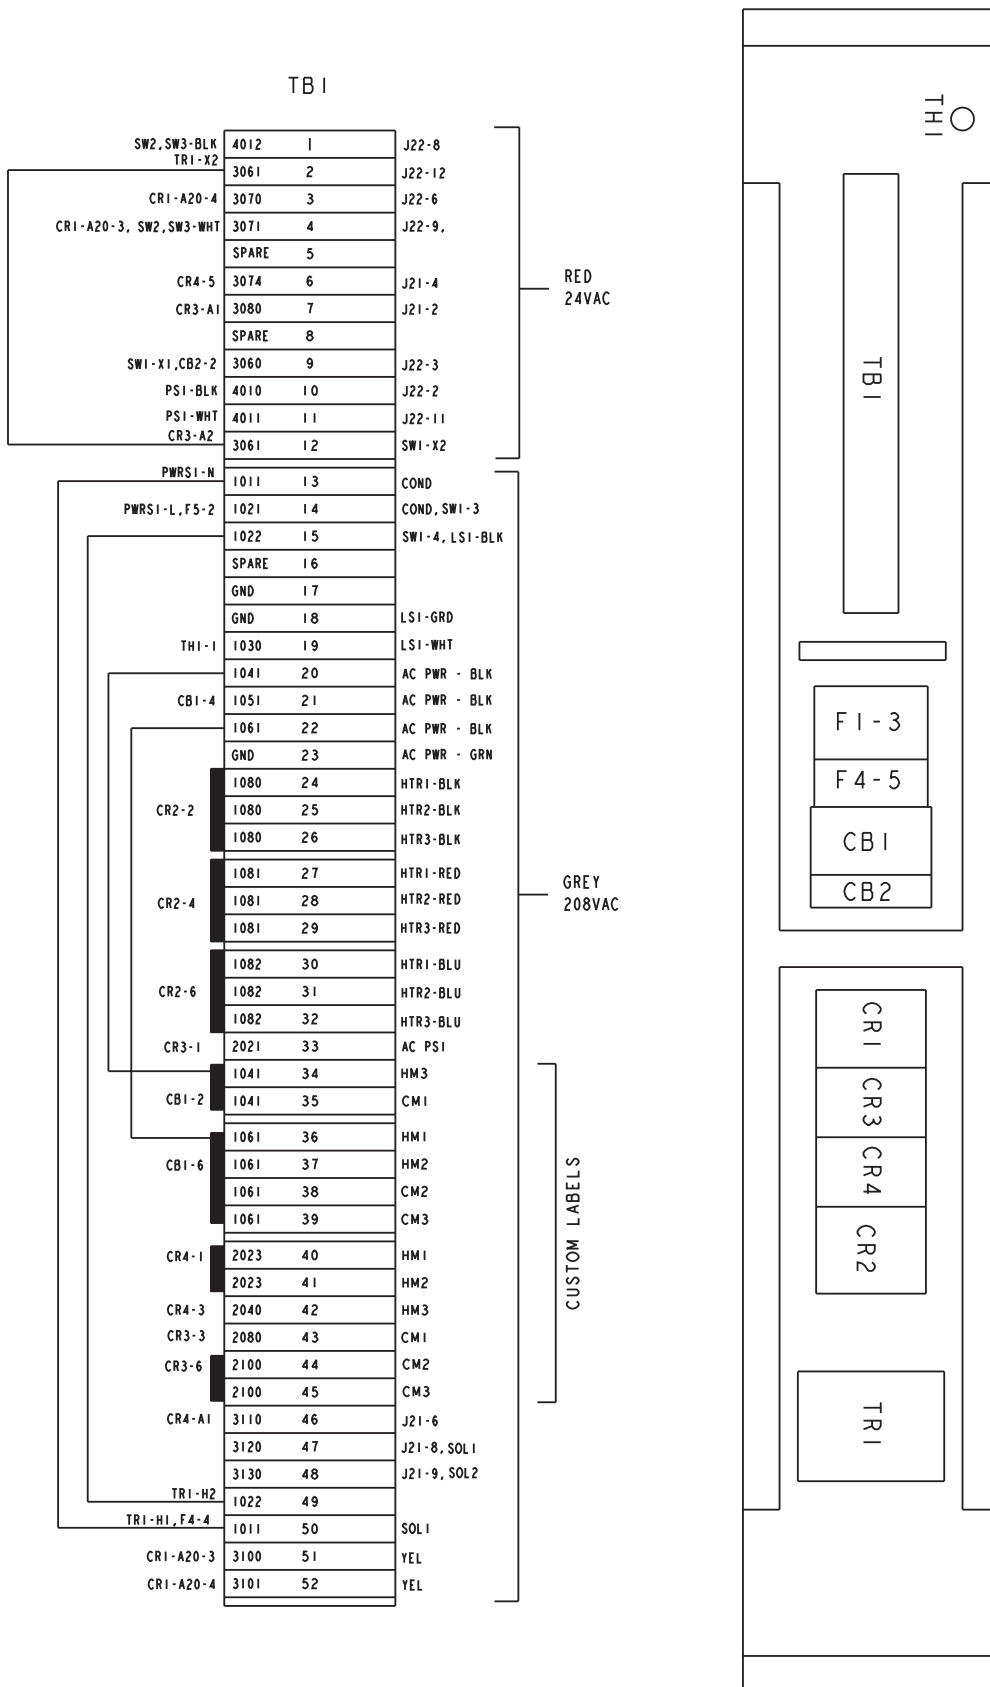 TB1
SW2,SW3-BLK 4012 1 J22-8
TR1-X2
3061 2 J22-12
CR1-A20-4 3070 3 J22-6
CR1-A20-3, SW2,SW3-WHT 3071 4 J22-9,
SPARE 5
CR4-5 3074 6 J21-4
CR3-A1 3080 7 J21-2
SPARE 8
SW1-X1,CB2-2 3060 9 J22-3
PS1-BLK 4010 10 J22-2
PS1-WHT 4011 11 J22-11
CR3-A2
3061 12 SW1-X2
RED
24VAC
PWRS1-N
1011 13 COND
PWRS1-L,F5-2 1021 14 COND,SW1-3
1022 15 SW1-4,LS1-BLK
SPARE 16
GND 17
GND 18 LS1-GRD
TH1-1 1030 19 LS1-WHT
1041 20 AC PWR - BLK
CB1-4 1051 21 AC PWR - BLK
1061 22 AC PWR - BLK
GND 23 AC PWR - GRN
1080 24 HTR1-BLK
CR2-2 1080 25 HTR2-BLK
1080 26 HTR3-BLK
1081 27 HTR1-RED
CR2-4 1081 28 HTR2-RED
1081 29 HTR3-RED
GREY
208VAC
1082 30 HTR1-BLU
CR2-6 1082 31 HTR2-BLU
1082 32 HTR3-BLU
CR3-1 2021 33 AC PS1
1041 34 HM3
CB1-2 1041 35 CM1
1061 36 HM1
CB1-6 1061 37 HM2
1061 38 CM2
1061 39 CM3
CR4-1 2023 40 HM1
2023 41 HM2
CR4-3 2040 42 HM3
CR3-3 2080 43 CM1
CR3-6 2100 44 CM2
2100 45 CM3
CUSTOM LABELS
CR4-A1 3110 46 J21-6
3120 47 J21-8,SOL1
3130 48 J21-9,SOL2
TR1-H2
1022 49
TR1-H1,F4-4
1011 50 SOL1
CR1-A20-3 3100 51 YEL
CR1-A20-4 3101 52 YEL
TH1
TB1
F1-3
F4-5
CB1
CB2
CR1
CR3
CR4
CR2
TR1